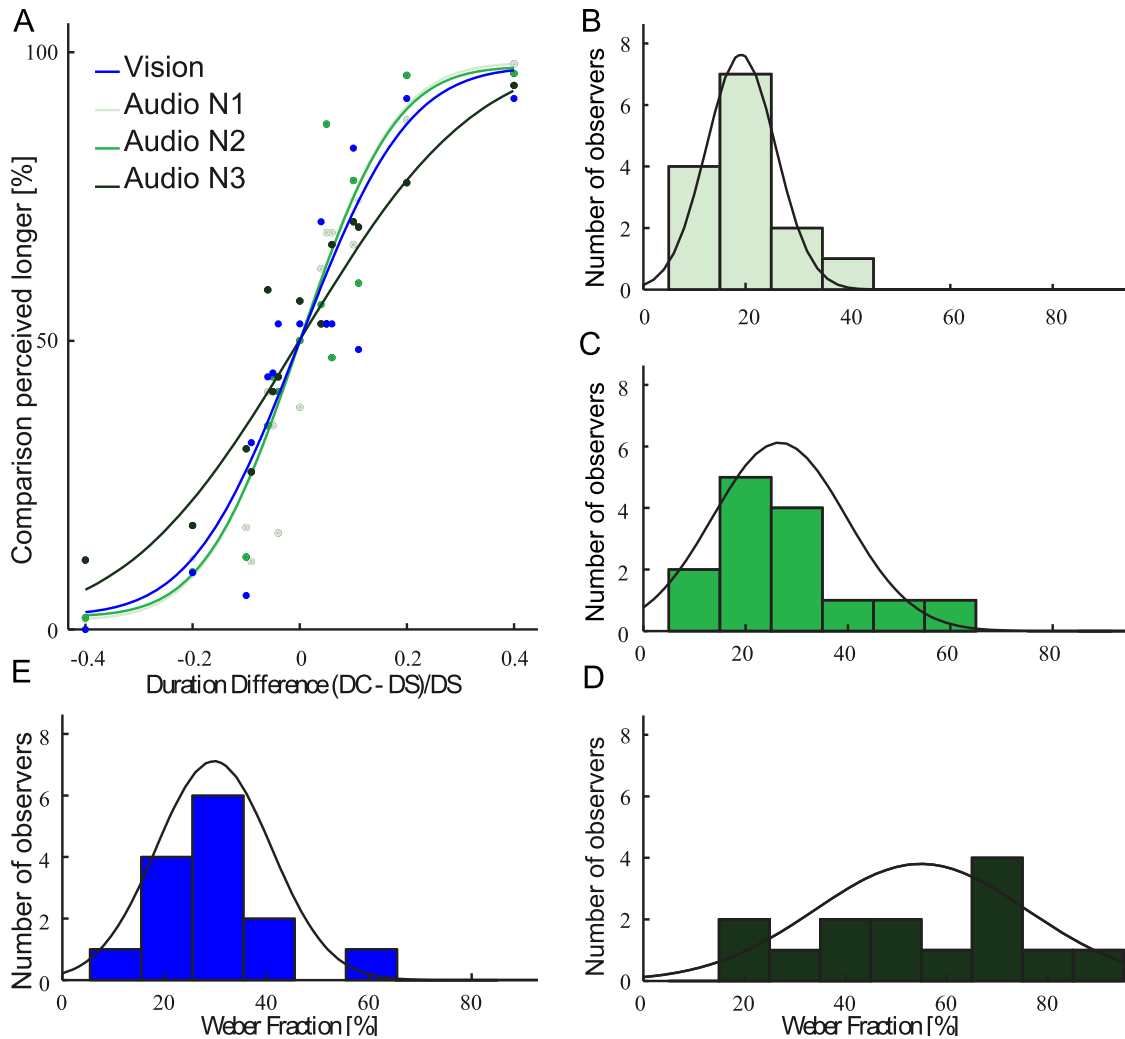 A
Comparison perceived longer [%]
100
50
0
Vision
Audio N1
Audio N2
Audio N3
-0.4 -0.2 0 0.2 0.4
Duration Difference (DC - DS)/DS
B
Number of observers
8
6
4
2
0
0 20 40 60 80
C
Number of observers
8
6
4
2
0
0 20 40 60 80
E
Number of observers
8
6
4
2
0
0 20 40 60 80
Weber Fraction [%]
D
Number of observers
8
6
4
2
0
0 20 40 60 80
Weber Fraction [%]